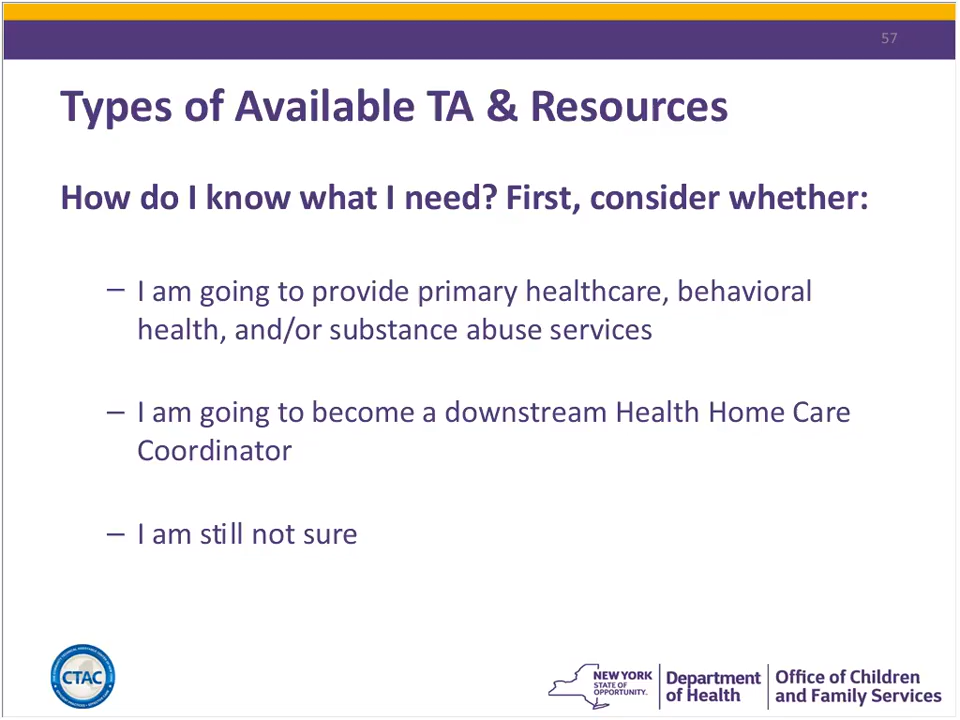 57
Types of Available TA & Resources
How do I know what I need? First, consider whether:
– I am going to provide primary healthcare, behavioral
health, and/or substance abuse services
– I am going to become a downstream Health Home Care
Coordinator
– I am still not sure
CTAC
NEW YORK
STATE OF
OPPORTUNITY.
Department
of Health
Office of Children
and Family Services